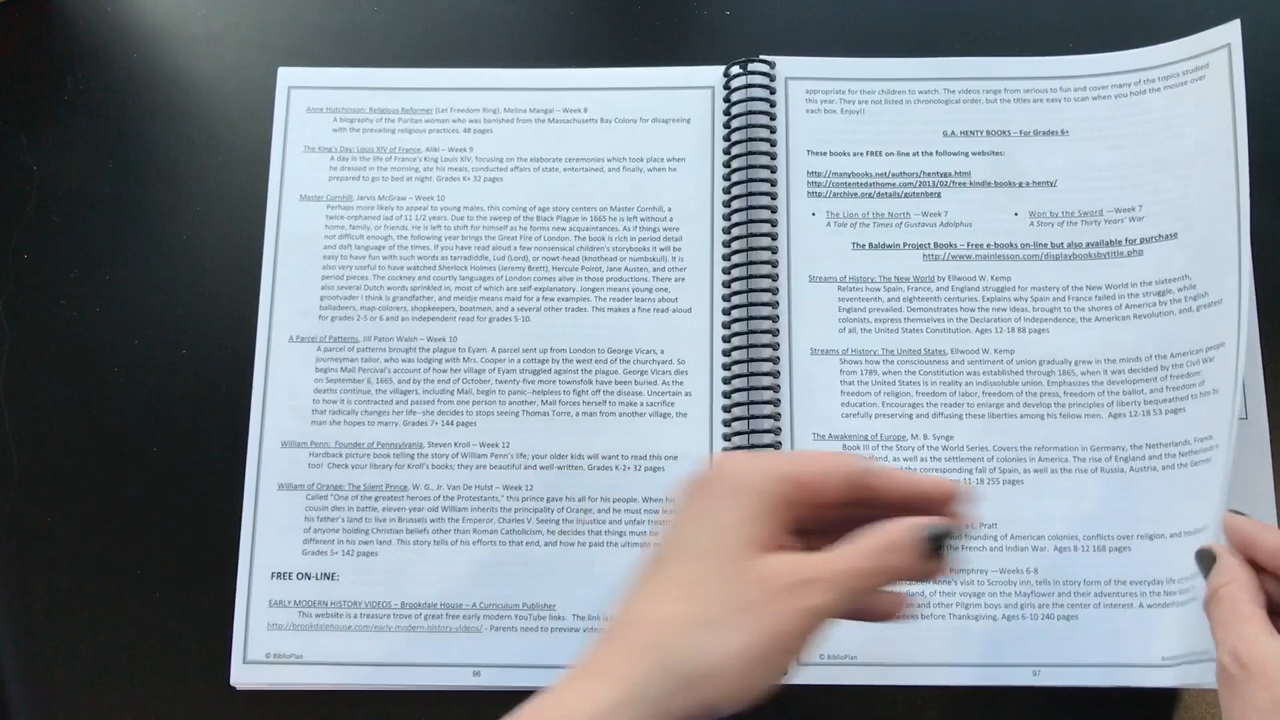 Anne Hutchinson: Religious Reformer (Let Freedom Ring), Melina Mangal – Week 8
A biography of the Puritan woman who was banished from the Massachusetts Bay Colony for disagreeing
with the prevailing religious practices. 48 pages
The King's Day: Louis XIV of France, Aliki – Week 9
A day in the life of France's King Louis XIV, focusing on the elaborate ceremonies which took place when
he dressed in the morning, ate his meals, conducted affairs of state, entertained, and finally, when he
prepared to go to bed at night. Grades K+ 32 pages
Master Cornhill, Jarvis McGraw – Week 10
Perhaps more likely to appeal to young males, this coming of age story centers on Master Cornhill, a
twice-orphaned lad of 11 1/2 years. Due to the sweep of the Black Plague in 1665 he is left without a
home, family, or friends. He is left to shift for himself as he forms new acquaintances. As if things were
not difficult enough, the following year brings the Great Fire of London. The book is rich in period detail
and daft language of the times. If you have read aloud a few nonsensical children's storybooks it will be
easy to have fun with such words as tarradiddle, Lud (Lord), or nowt-head (knothead or numbskull). It is
also very useful to have watched Sherlock Holmes (Jeremy Brett), Hercule Poirot, Jane Austen, and other
period pieces. The cockney and courtly languages of London comes alive in those productions. There are
also several Dutch words sprinkled in, most of which are self-explanatory. Jongen means young one,
grootvader I think is grandfather, and meidje means maid for a few examples. The reader learns about
balladeers, map-colorers, shopkeepers, boatmen, and a several other trades. This makes a fine read-aloud
for grades 2-5 or 6 and an independent read for grades 5-10.
A Parcel of Patterns, Jill Paton Walsh – Week 10
A parcel of patterns brought the plague to Eyam. A parcel sent up from London to George Vicars, a
journeyman tailor, who was lodging with Mrs. Cooper in a cottage by the west end of the churchyard. So
begins Mall Percival's account of how her village of Eyam struggled against the plague. George Vicars dies
on September 6, 1665, and by the end of October, twenty-five more townsfolk have been buried. As the
deaths continue, the villagers, including Mall, begin to panic--helpless to fight off the disease. Uncertain as
to how it is contracted and passed from one person to another, Mall forces herself to make a sacrifice
that radically changes her life--she decides to stops seeing Thomas Torre, a man from another village, the
man she hopes to marry. Grades 7+ 144 pages
William Penn: Founder of Pennsylvania, Steven Kroll – Week 12
Hardback picture book telling the story of William Penn's life; your older kids will want to read this one
too! Check your library for Kroll's books; they are beautiful and well-written. Grades K-2+ 32 pages
William of Orange: The Silent Prince, W. G., Jr. Van De Hulst – Week 12
Called "One of the greatest heroes of the Protestants," this prince gave his all for his people. When his
cousin dies in battle, eleven-year-old William inherits the principality of Orange, and he must now
his father's land to live in Brussels with the Emperor, Charles V. Seeing the injustice and unfair
of anyone holding Christian beliefs other than Roman Catholicism, he decides that things must be
different in his own land. This story tells of his efforts to that end, and how he paid the ultimate
Grades 5+ 142 pages
FREE ON-LINE:
EARLY MODERN HISTORY VIDEOS – Brookdale House – A Curriculum Publisher
This website is a treasure trove of great free early modern YouTube links. The link is
http://brookdalehouse.com/early-modern-history-videos/ - Parents need to preview
©BiblioPlan
96
appropriate for their children to watch. The videos range from serious to fun and cover many of the topics studied
this year. They are not listed in chronological order, but the titles are easy to scan when you hold the mouse over
each box. Enjoy!!
G.A. HENTY BOOKS – For Grades 6+
These books are FREE on-line at the following websites:
http://manybooks.net/authors/hentyga.html
http://contentedathome.com/2013/02/free-kindle-books-g-a-henty/
http://archive.org/details/gutenberg
• The Lion of the North —Week 7 • Won by the Sword —Week 7
A Tale of the Times of Gustavus Adolphus A Story of the Thirty Years' War
The Baldwin Project Books – Free e-books on-line but also available for purchase
http://www.mainlesson.com/displaybooksbytitle.php
Streams of History: The New World by Ellwood W. Kemp
Relates how Spain, France, and England struggled for mastery of the New World in the sixteenth,
seventeenth, and eighteenth centuries. Explains why Spain and France failed in the struggle, while
England prevailed. Demonstrates how the new ideas, brought to the shores of America by the English
colonists, express themselves in the Declaration of Independence, the American Revolution, and, greatest
of all, the United States Constitution. Ages 12-18 88 pages
Streams of History: The United States, Ellwood W. Kemp
Shows how the consciousness and sentiment of union gradually grew in the minds of the American people
from 1789, when the Constitution was established through 1865, when it was decided by the Civil War
that the United States is in reality an indissoluble union. Emphasizes the development of freedom:
freedom of religion, freedom of labor, freedom of the press, freedom of the ballot, and freedom of
education. Encourages the reader to enlarge and develop the principles of liberty bequeathed to him by
carefully preserving and diffusing these liberties among his fellow men. Ages 12-18 53 pages
The Awakening of Europe, M. B. Synge
Book III of the Story of the World Series. Covers the reformation in Germany, the Netherlands, France
as well as the settlement of colonies in America. The rise of England and the Netherlands
corresponding fall of Spain, as well as the rise of Russia, Austria, and the German
11-18 255 pages
L. Pratt
founding of American colonies, conflicts over religion, and
the French and Indian War. Ages 8-12 168 pages
Pumphrey —Weeks 6-8
Anne's visit to Scrooby inn, tells in story form of the everyday life
of their voyage on the Mayflower and their adventures in the New
and other Pilgrim boys and girls are the center of interest. A wonderful
before Thanksgiving. Ages 6-10 240 pages
©BiblioPlan
97